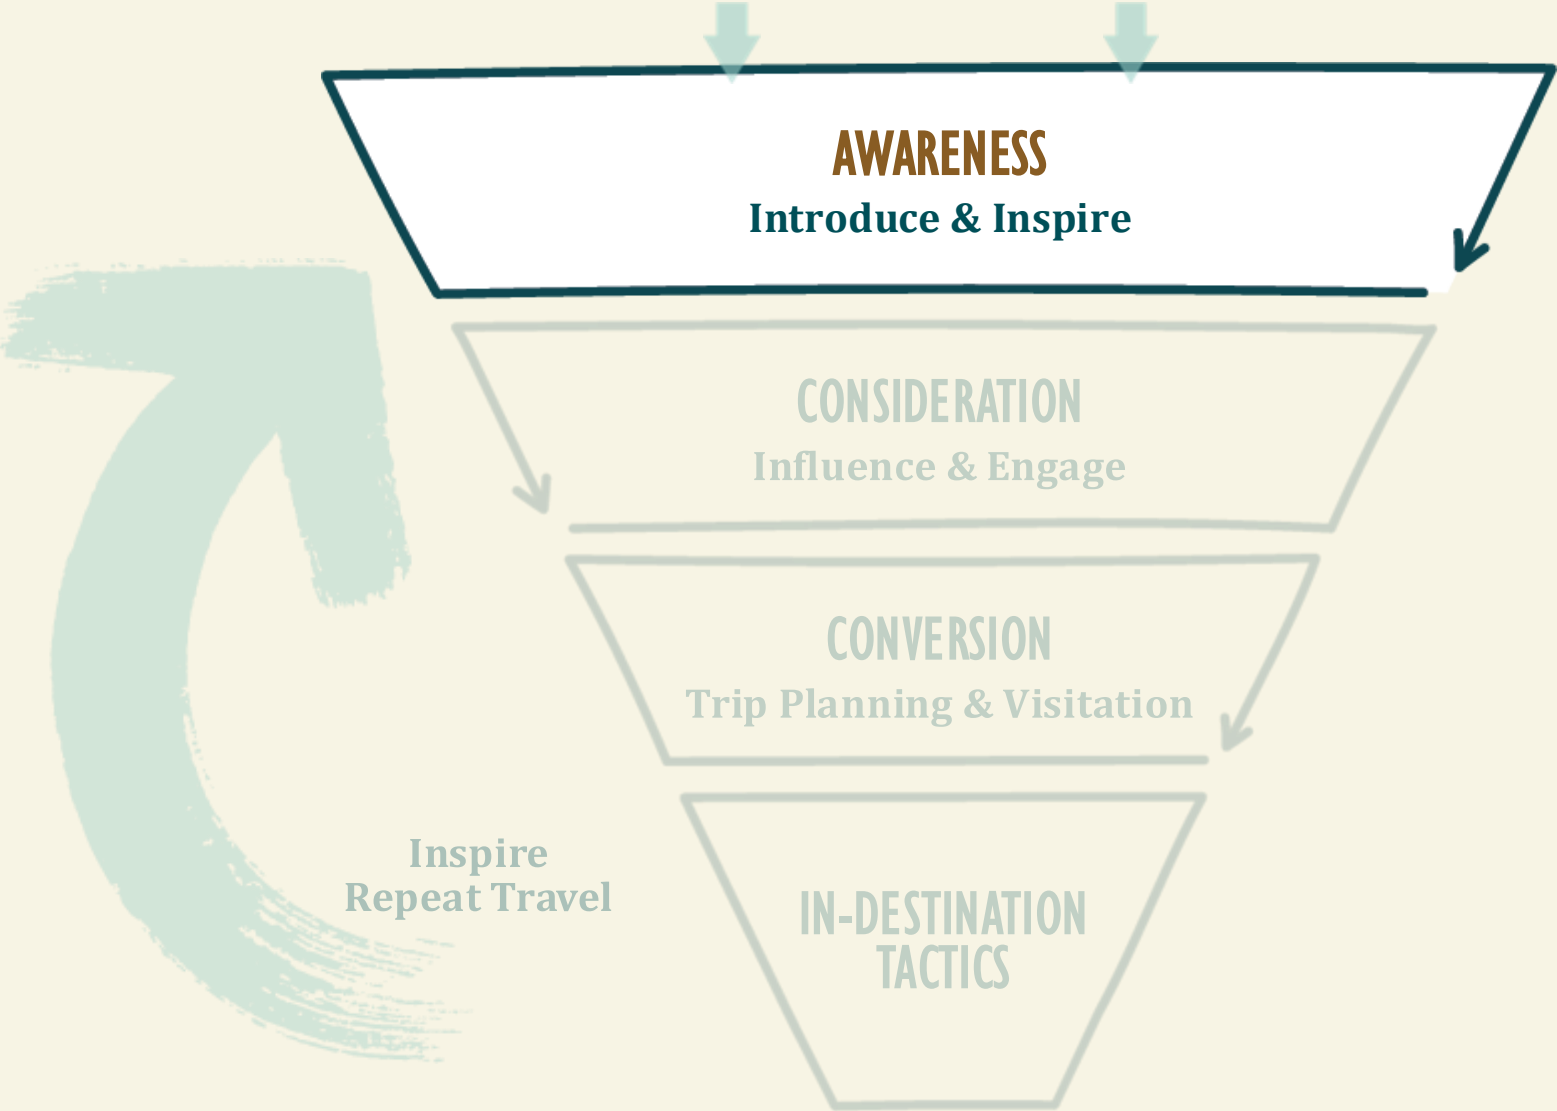 AWARENESS
Introduce & Inspire
CONSIDERATION
Influence & Engage
CONVERSION
Trip Planning & Visitation
Inspire
Repeat Travel
IN-DESTINATION
TACTICS